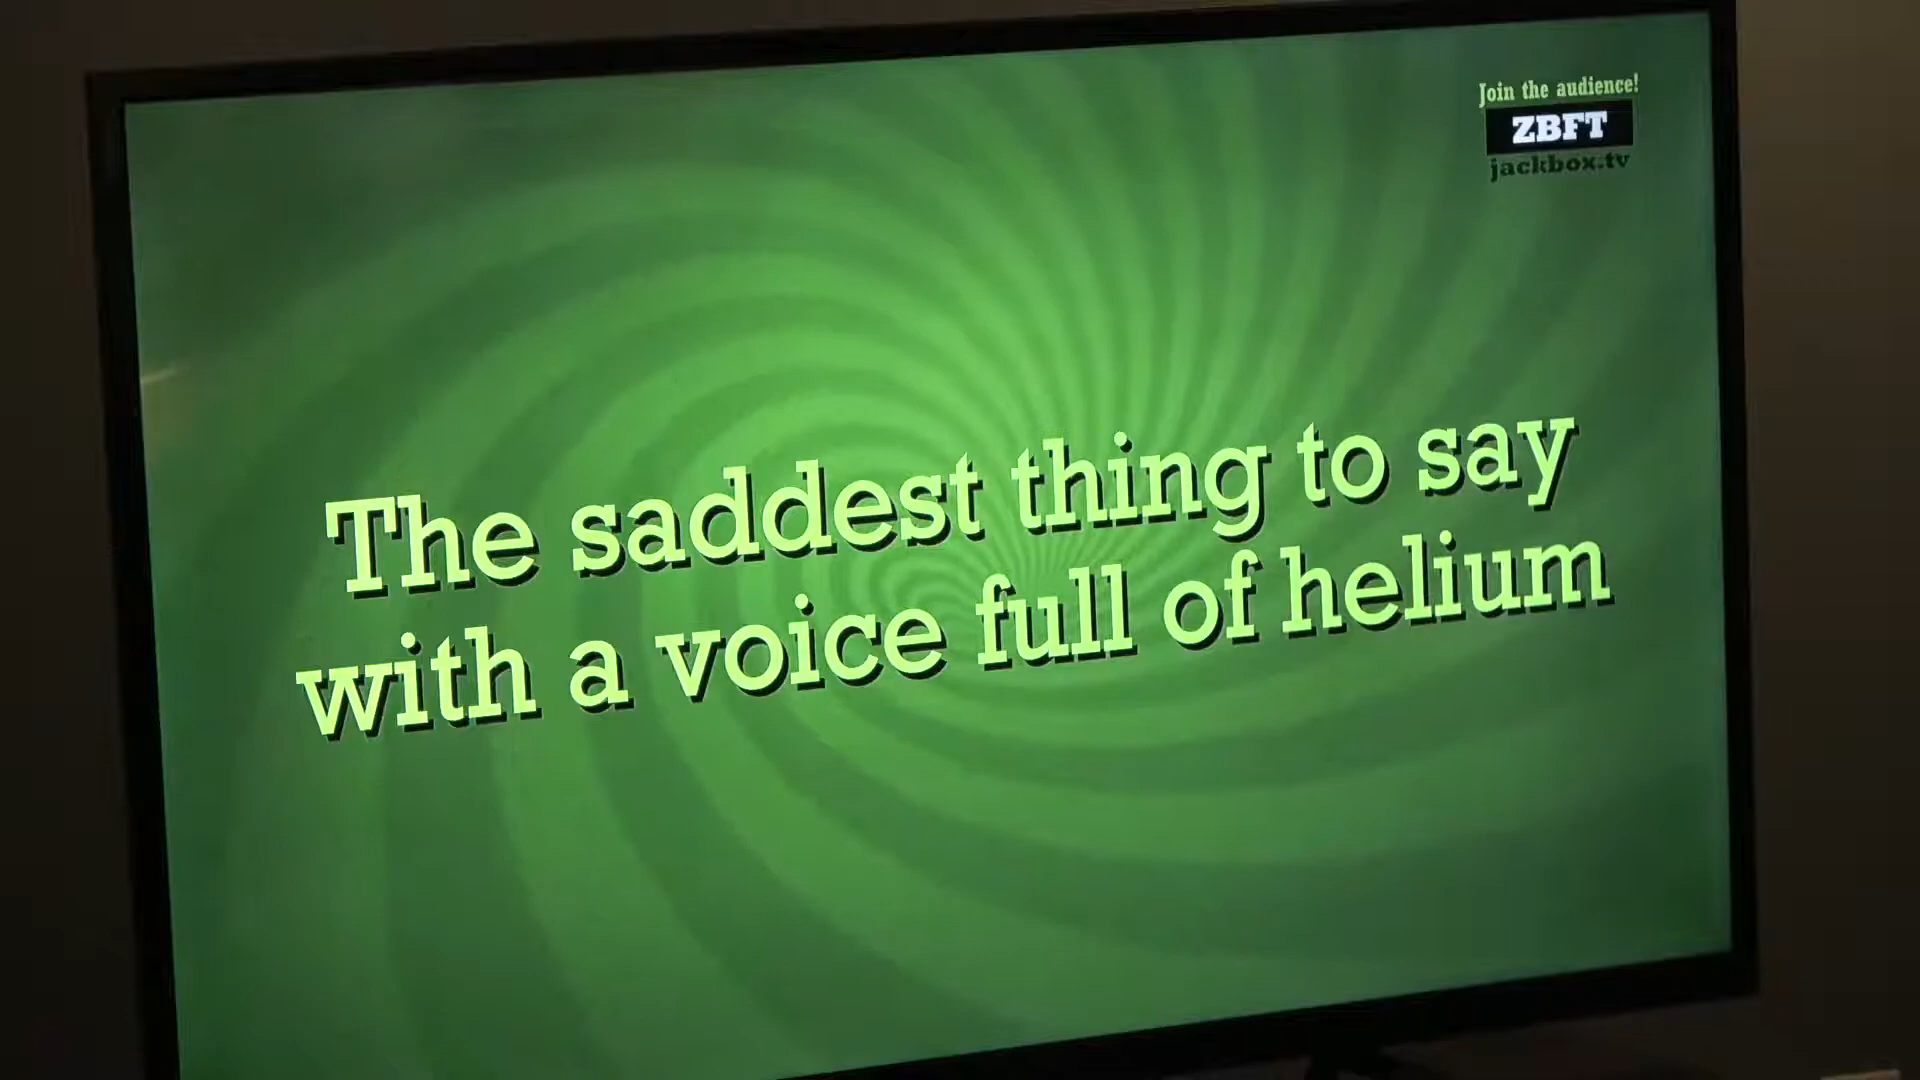 Join the audience!
ZBFT
jackbox.tv
The saddest thing to say
with a voice full of helium